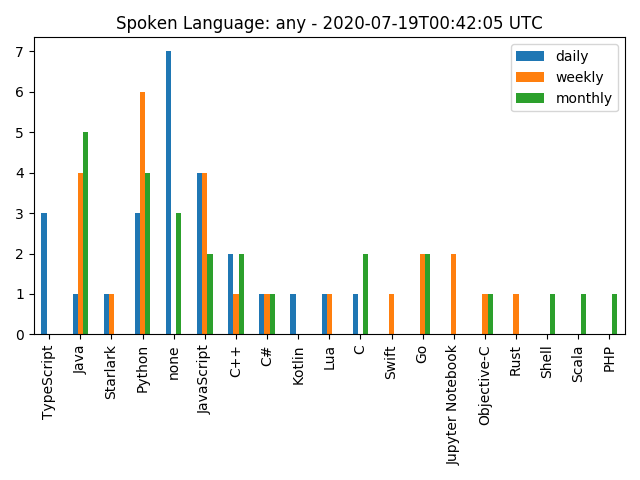 Spoken Language: any - 2020-07-19T00:42:05 UTC
daily
weekly
monthly
7
6
5
4
3
2
1
0
TypeScript
Java
Starlark
Python
none
JavaScript
C++
C#
Kotlin
Lua
C
Swift
Go
Jupyter Notebook
Objective-C
Rust
Shell
Scala
PHP